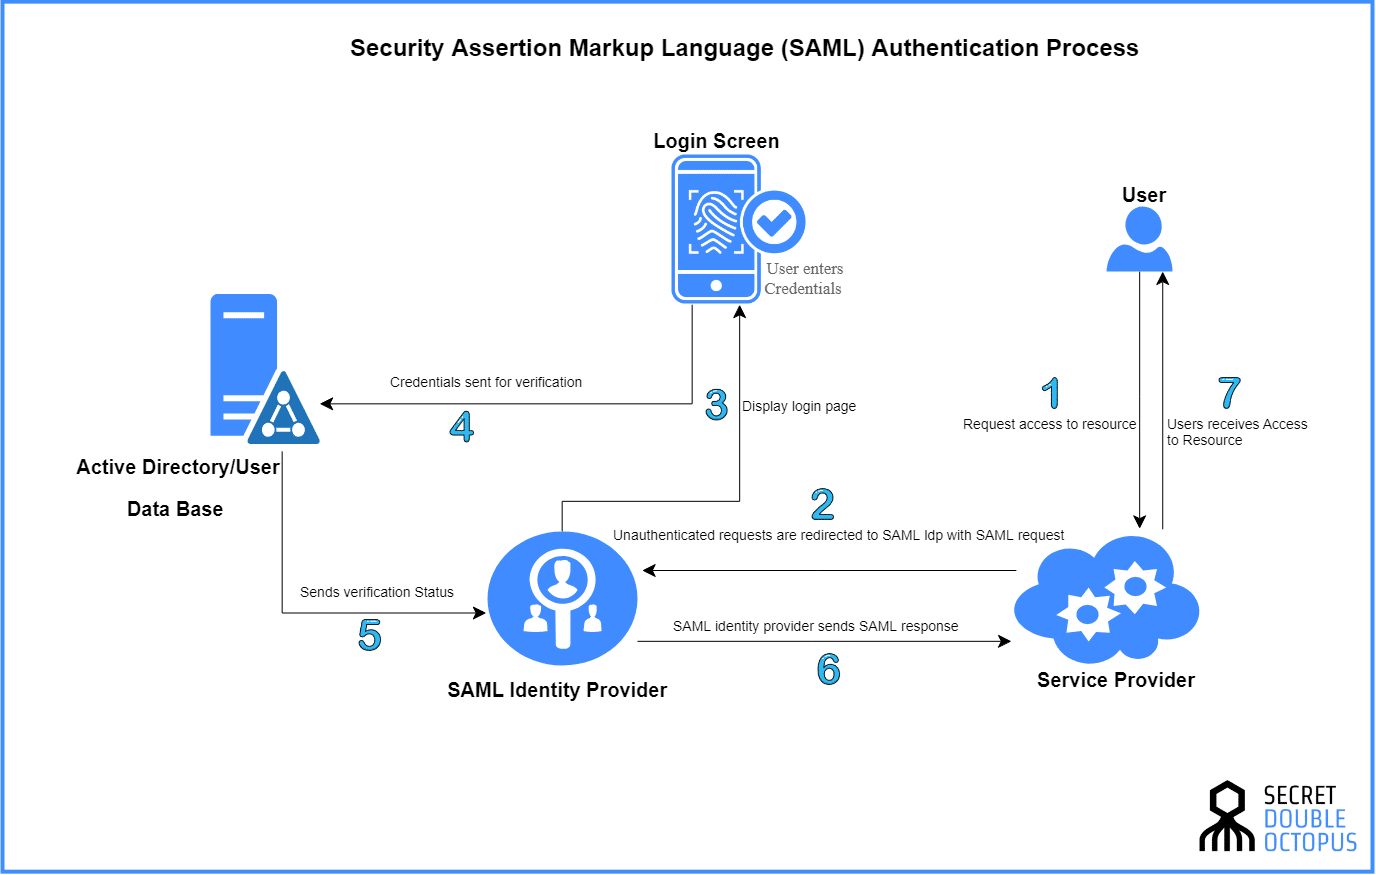 Security Assertion Markup Language (SAML) Authentication Process
Login Screen
User enters
Credentials
User
Credentials sent for verification
4
3
Display login page
1
Request access to resource
7
Users receives Access
to Resource
Active Directory/User
Data Base
2
Unauthenticated requests are redirected to SAML Idp with SAML request
Sends verification Status
5
SAML identity provider sends SAML response
6
SAML Identity Provider
Service Provider
SECRET
DOUBLE
OCTOPUS